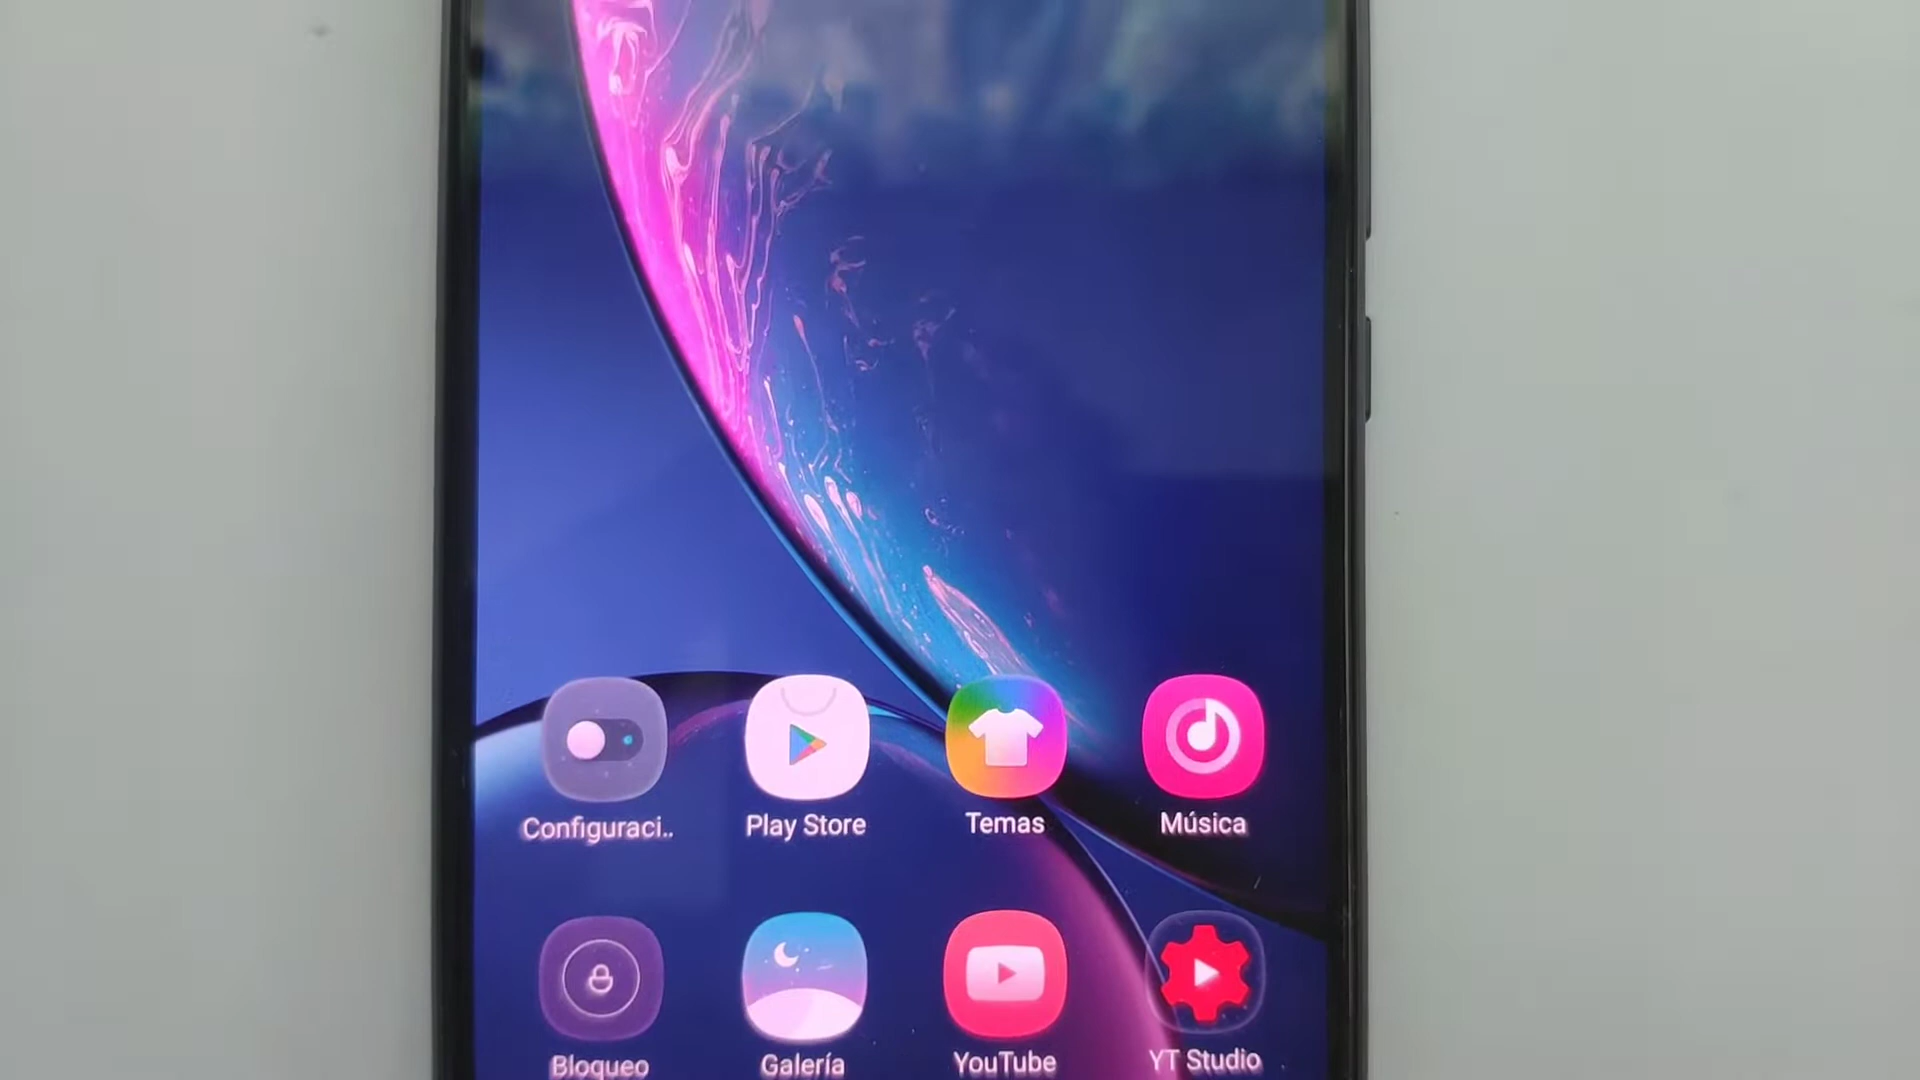 Configuraci..
Play Store
Temas
Música
Bloqueo
Galería
YouTube
YT Studio